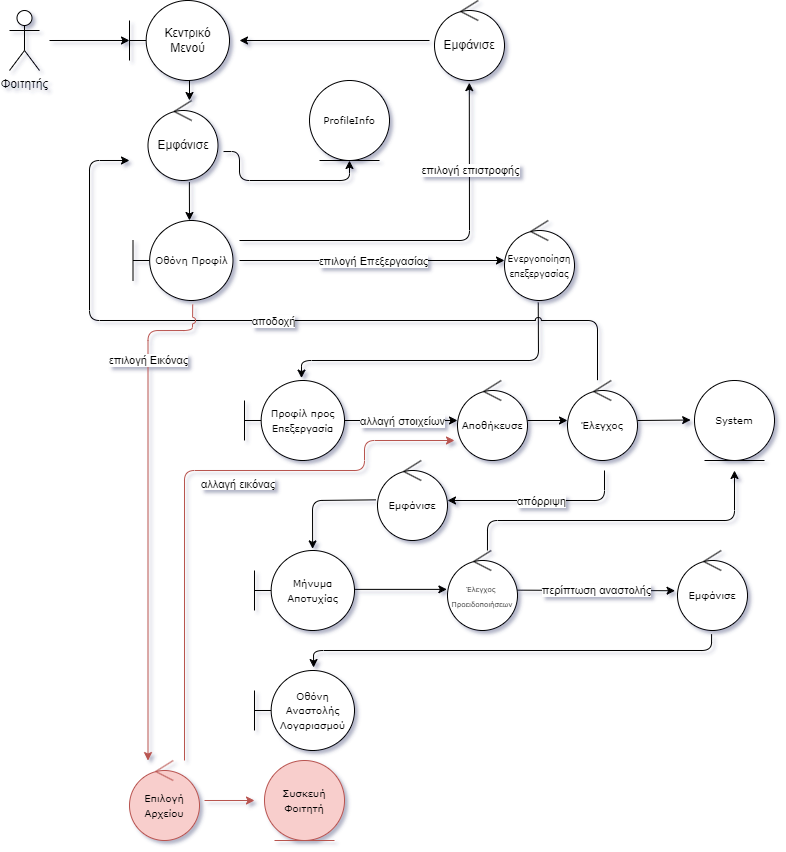 Κεντρικό
Μενού
Εμφάνισε
Φοιτητής
ProfileInfo
Εμφάνισε
επιλογή επιστροφής
Οθόνη Προφίλ
επιλογή Επεξεργασίας
Ενεργοποίηση
επεξεργασίας
αποδοχή
επιλογή Εικόνας
Προφίλ προς
Επεξεργασία
αλλαγή στοιχείων
Αποθήκευσε
Έλεγχος
System
αλλαγή εικόνας
Εμφάνισε
απόρριψη
Μήνυμα
Αποτυχίας
Έλεγχος
Προειδοποιήσεων
περίπτωση αναστολής
Εμφάνισε
Οθόνη
Αναστολής
Λογαριασμού
Επιλογή
Αρχείου
Συσκευή
Φοιτητή